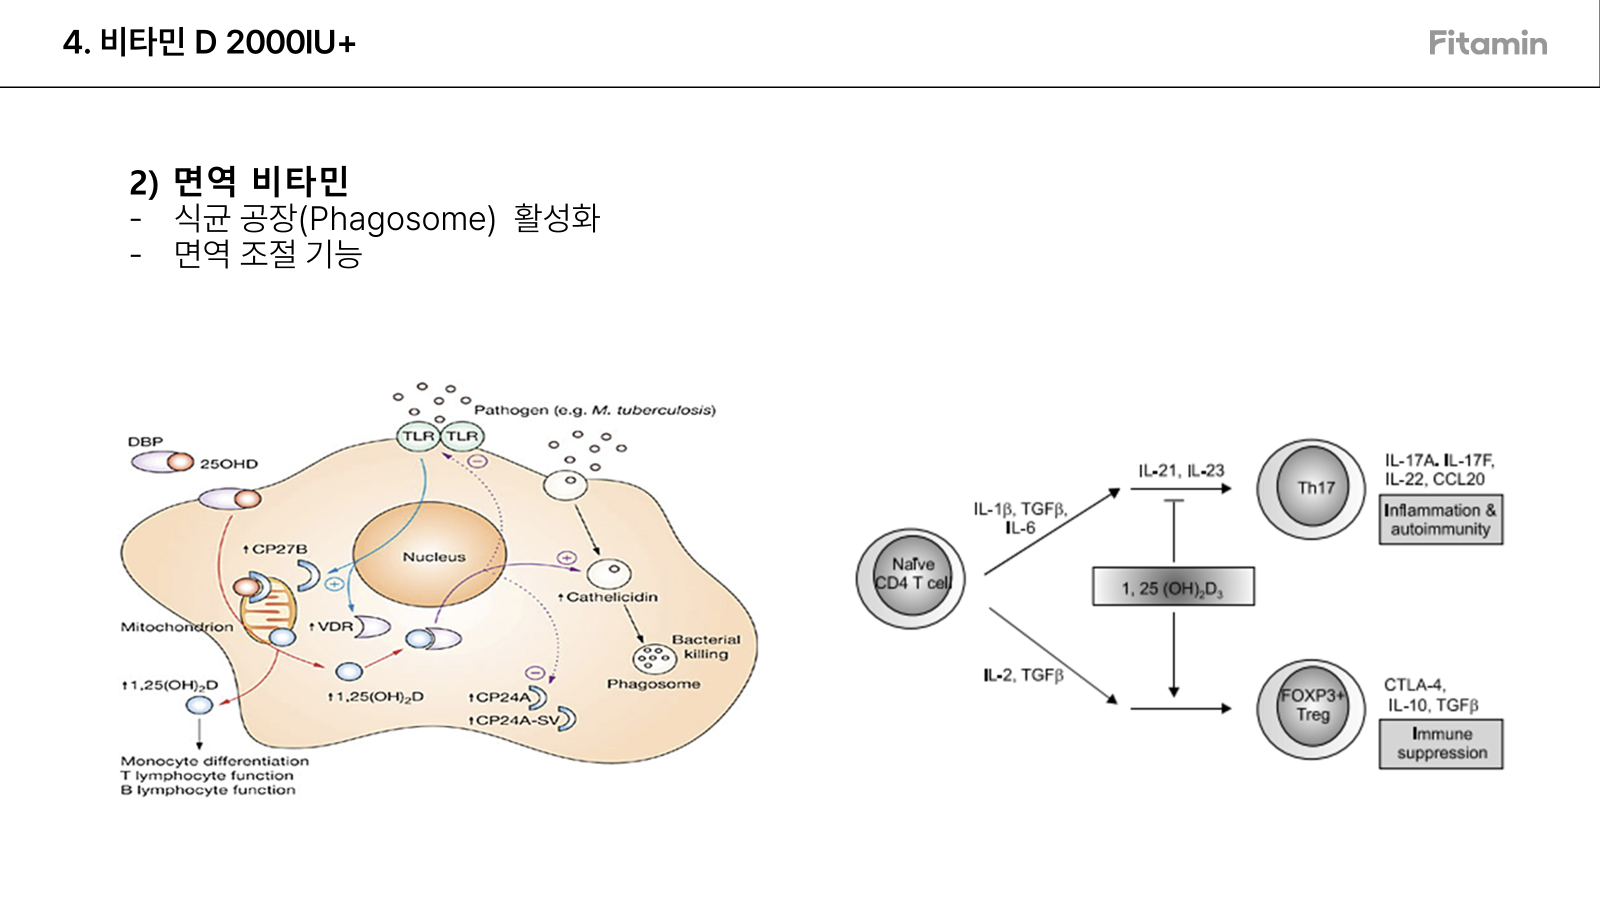 4. 비타민 D 2000IU+
Fitamin
2) 면역 비타민
- 식균 공장(Phagosome) 활성화
- 면역 조절 기능
Pathogen (e.g. M. tuberculosis)
TLR TLR
DBP
25OHD
↑CP27B
Nucleus
Mitochondrion
↑VDR
↑Cathelicidin
Bacterial
killing
Phagosome
↑1,25(OH)₂D
↑1,25(OH)₂D
↑CP24A
↑CP24A-SV
Monocyte differentiation
T lymphocyte function
B lymphocyte function
Naïve
CD4 T cell
IL-1β, TGFβ,
IL-6
IL-21, IL-23
Th17
IL-17A. IL-17F,
IL-22, CCL20
Inflammation &
autoimmunity
1, 25 (OH)₂D₃
IL-2, TGFβ
FOXP3+
Treg
CTLA-4,
IL-10, TGFβ
Immune
suppression